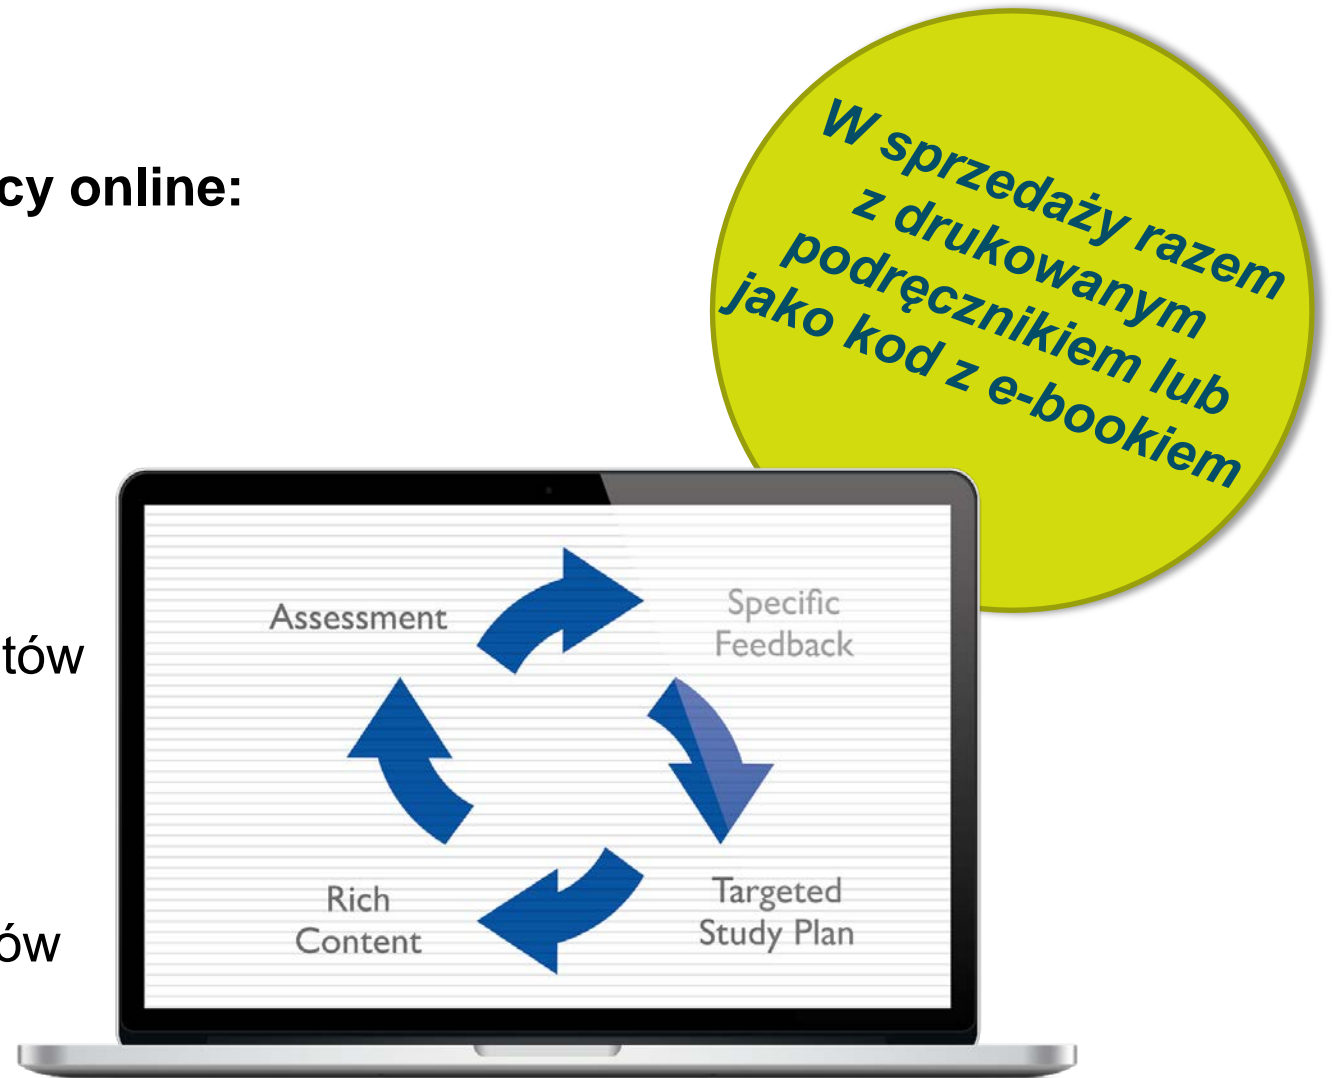 cy online:
W sprzedaży razem
z drukowanym
podręcznikiem lub
jako kod z e-bookiem
Assessment
Specific
Feedback
tów
Rich
Content
Targeted
Study Plan
ów